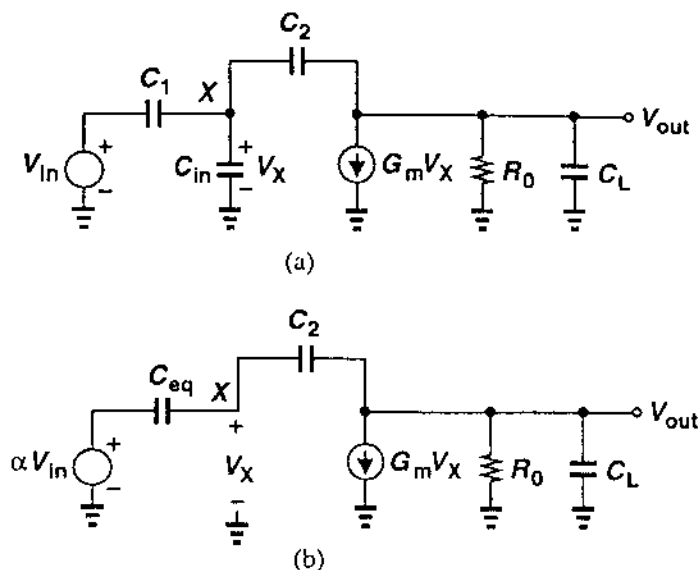 C2
C1
X
Vin
+
−
Cin
+
VX
−
GmVX
R0
CL
Vout
(a)
C2
Ceq
X
αVin
+
−
+
VX
−
GmVX
R0
CL
Vout
(b)